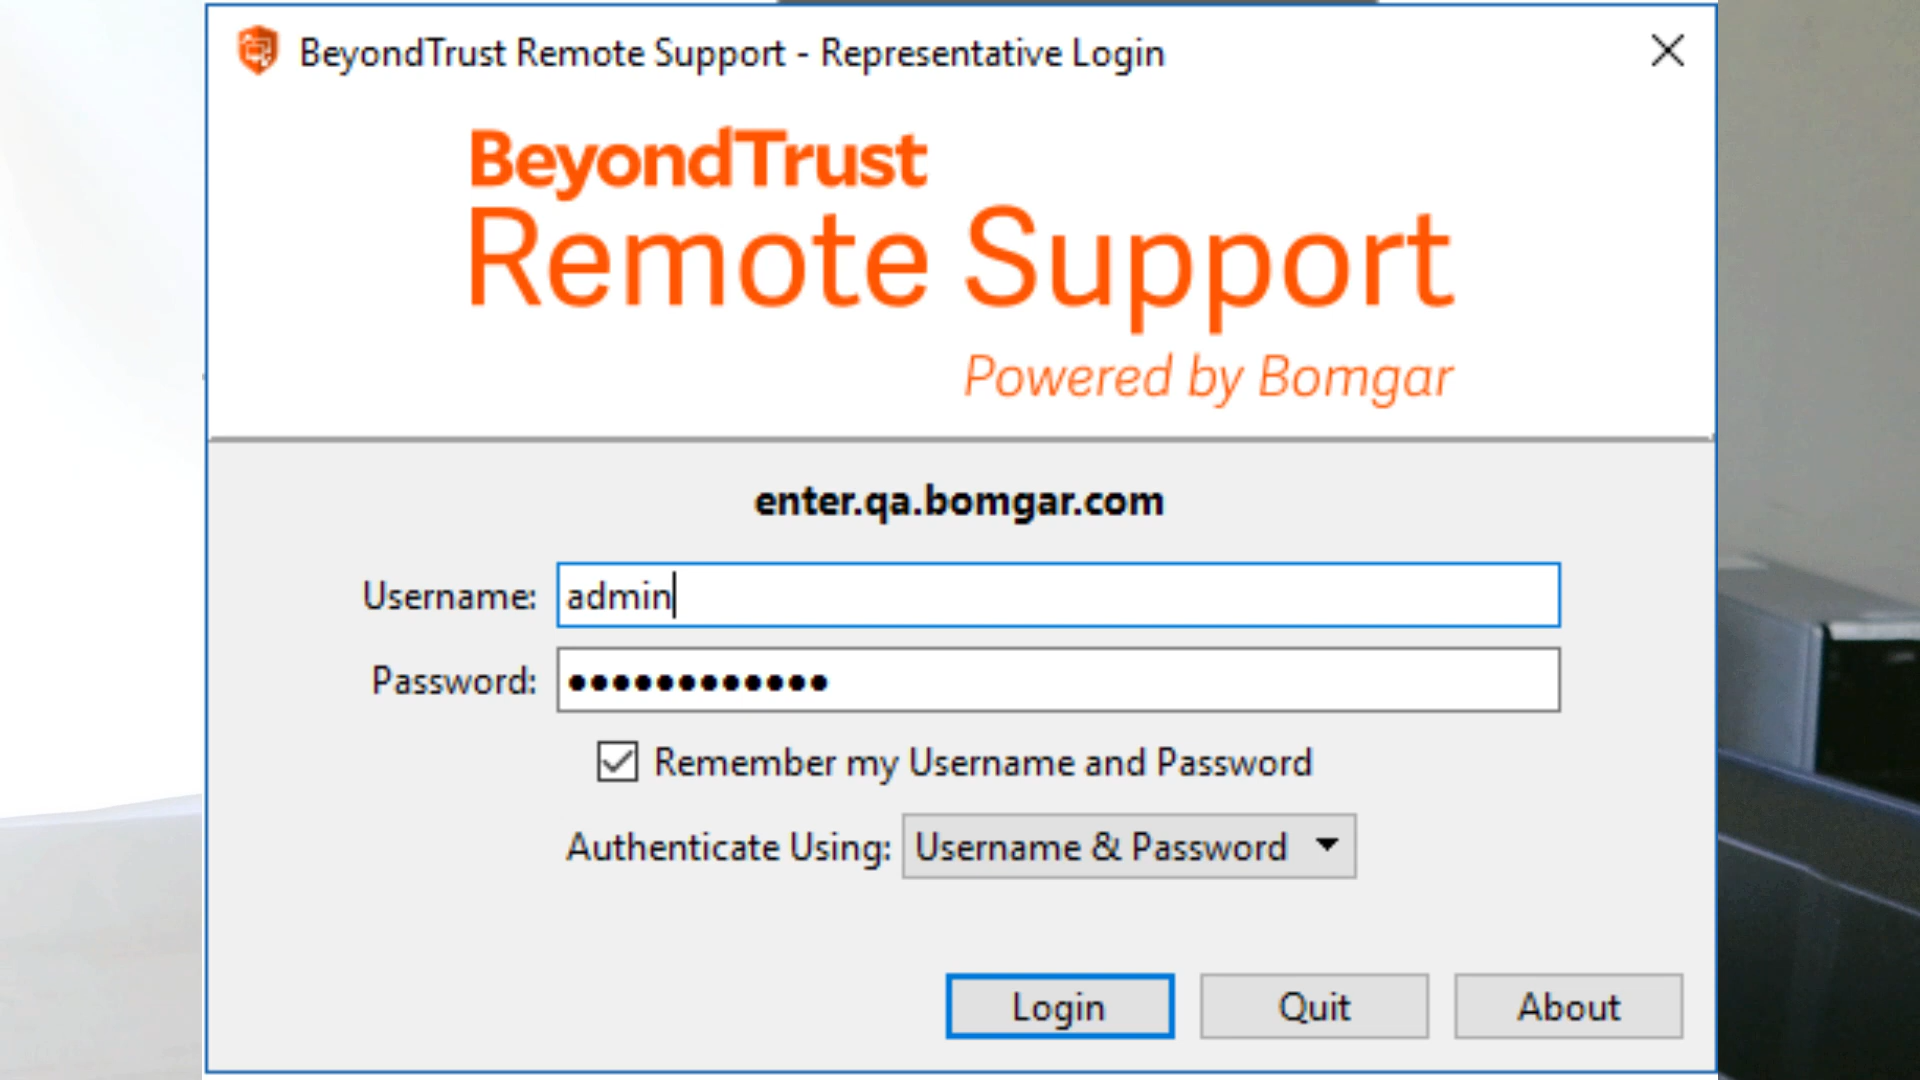 BeyondTrust Remote Support - Representative Login
BeyondTrust
Remote Support
Powered by Bomgar
enter.qa.bomgar.com
Username: admin
Password: ●●●●●●●●●●●●
Remember my Username and Password
Authenticate Using: Username & Password
Login Quit About